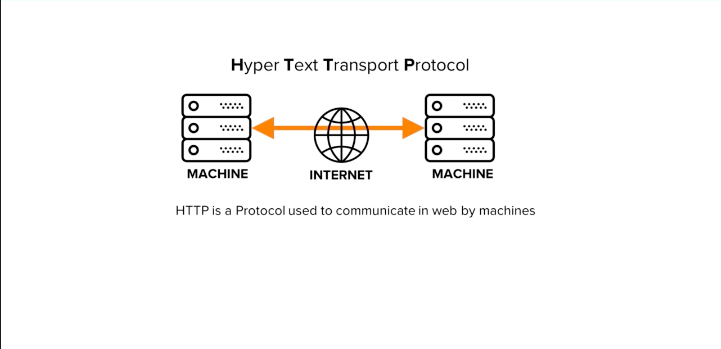 Hyper Text Transport Protocol
MACHINE INTERNET MACHINE
HTTP is a Protocol used to communicate in web by machines